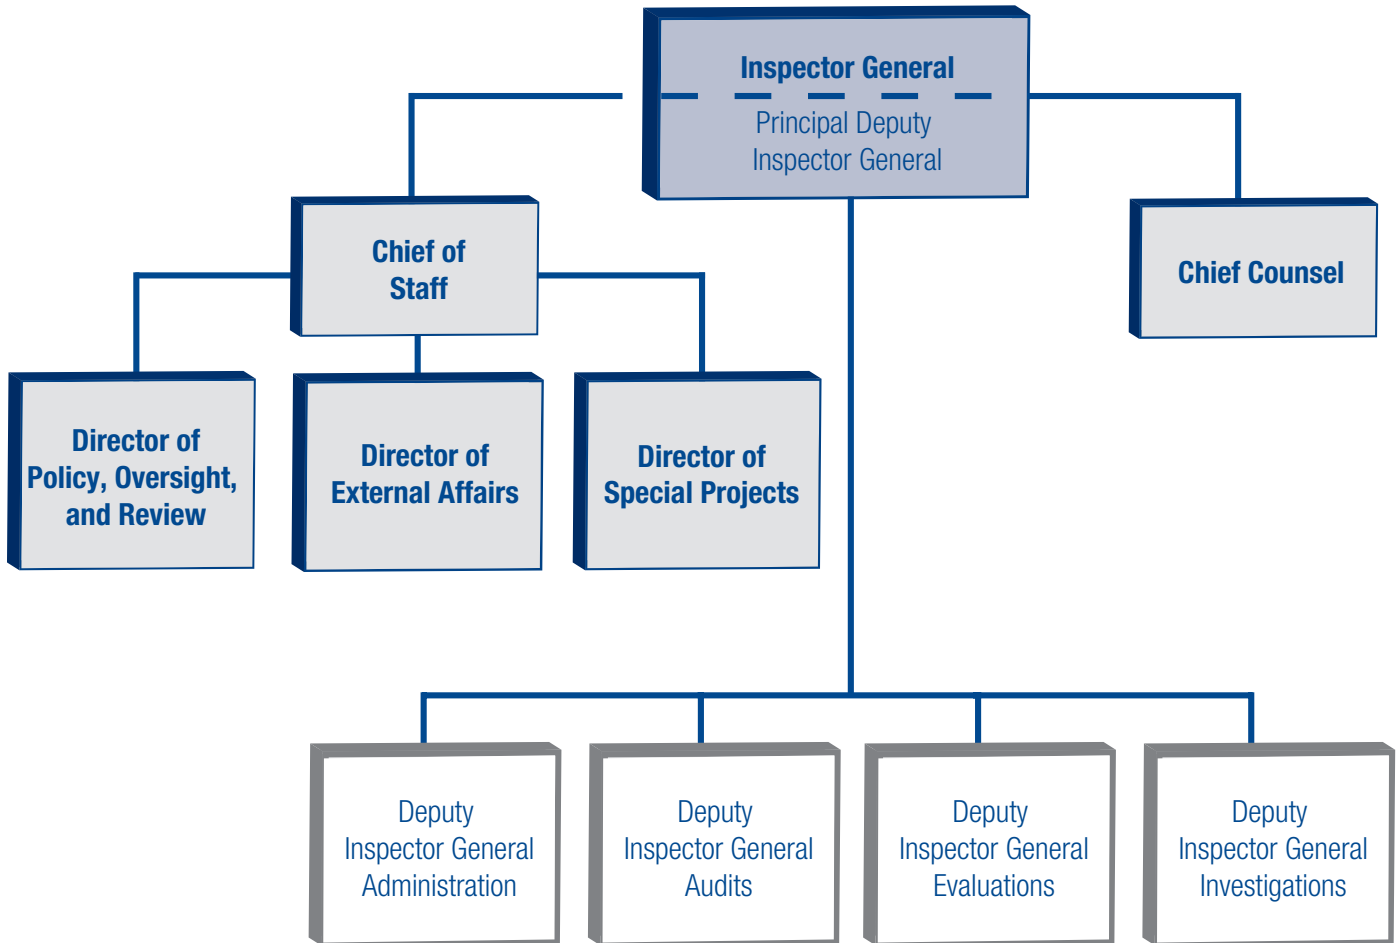 Inspector General
Principal Deputy
Inspector General
Chief of
Staff
Chief Counsel
Director of
Policy, Oversight,
and Review
Director of
External Affairs
Director of
Special Projects
Deputy
Inspector General
Administration
Deputy
Inspector General
Audits
Deputy
Inspector General
Evaluations
Deputy
Inspector General
Investigations